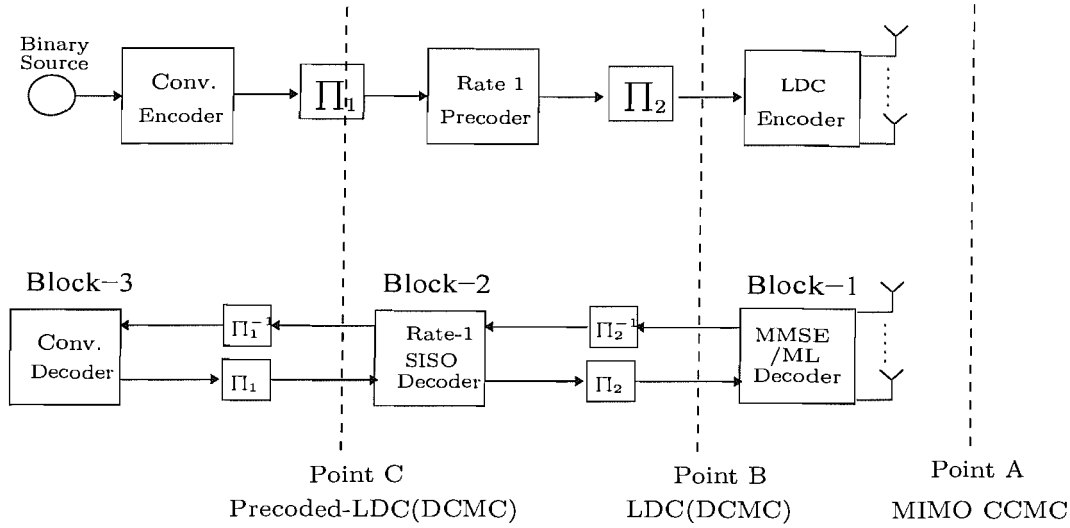 Binary
Source
Conv.
Encoder
∏₁
Rate 1
Precoder
∏₂
LDC
Encoder
Block–3
Block–2
Block–1
Conv.
Decoder
Π₁⁻¹
Π₁
Rate-1
SISO
Decoder
Π₂⁻¹
Π₂
MMSE
/ML
Decoder
Point C
Precoded-LDC(DCMC)
Point B
LDC(DCMC)
Point A
MIMO CCMC